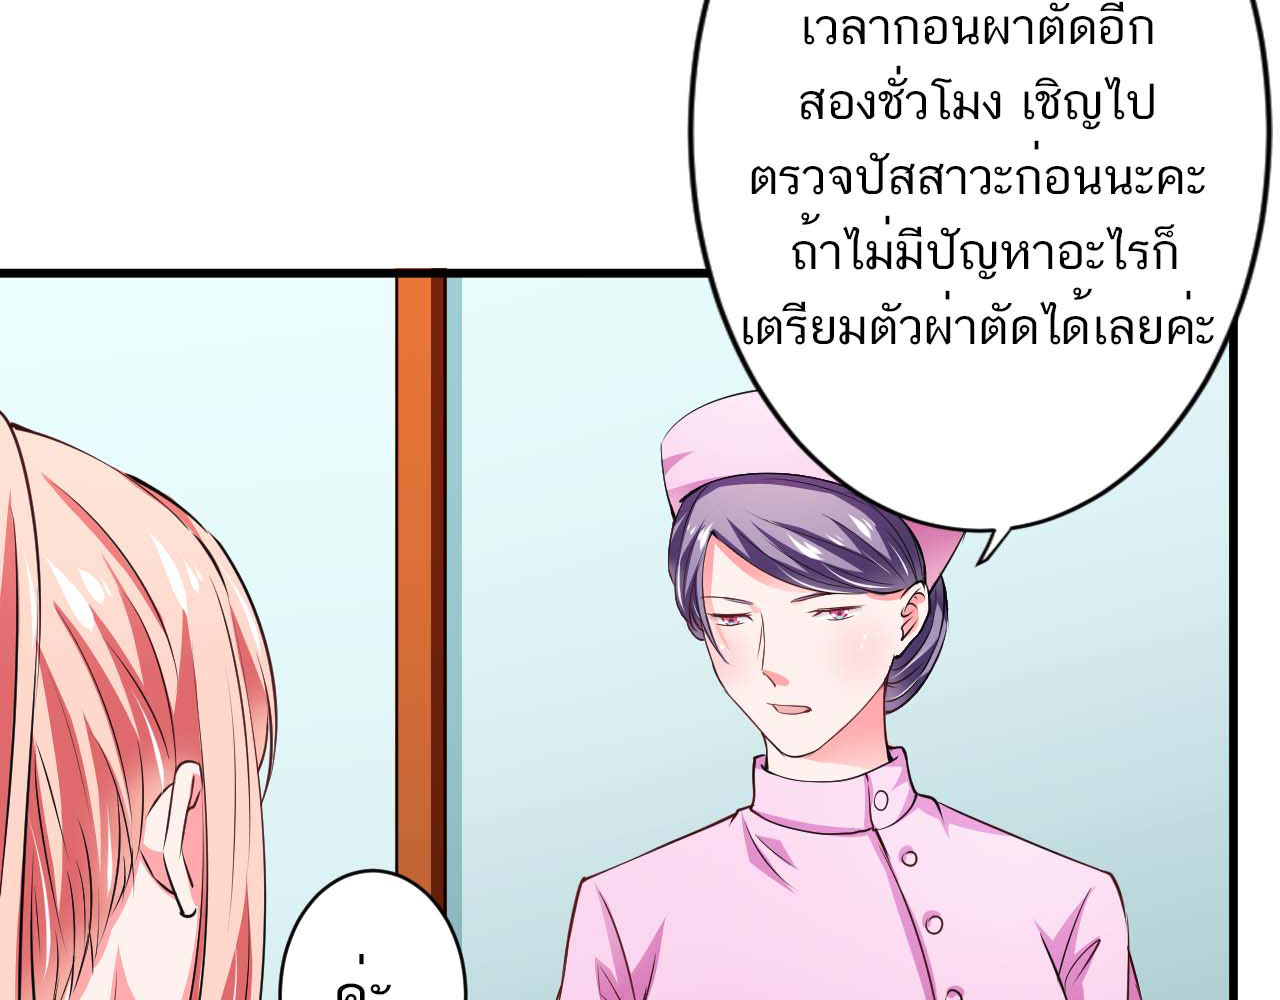 เวลาก่อนผ่าตัดอีก
สองชั่วโมง เชิญไป
ตรวจปัสสาวะก่อนนะคะ
ถ้าไม่มีปัญหาอะไรก็
เตรียมตัวผ่าตัดได้เลยค่ะ
ค่ะ